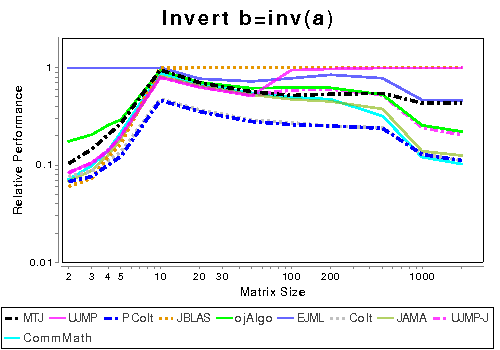 Invert b=inv(a)
Relative Performance
1
0.1
0.01
2 3 4 5 10 20 30 100 200 1000
Matrix Size
MTJ UJMP PColt JBLAS ojAlgo EJML Colt JAMA UJMP-J
CommMath